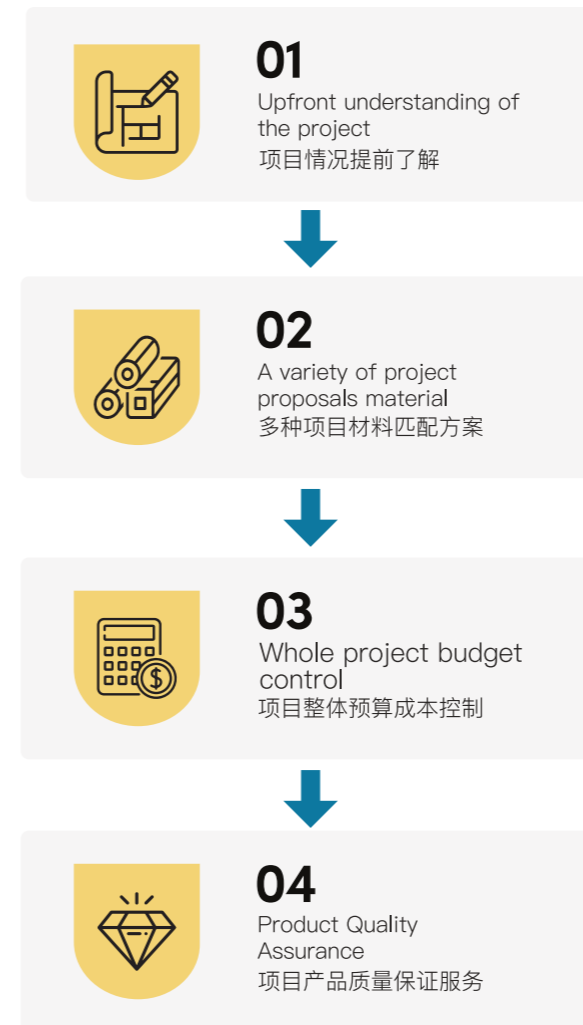 01
Upfront understanding of
the project
项目情况提前了解
02
A variety of project
proposals material
多种项目材料匹配方案
03
Whole project budget
control
项目整体预算成本控制
04
Product Quality
Assurance
项目产品质量保证服务